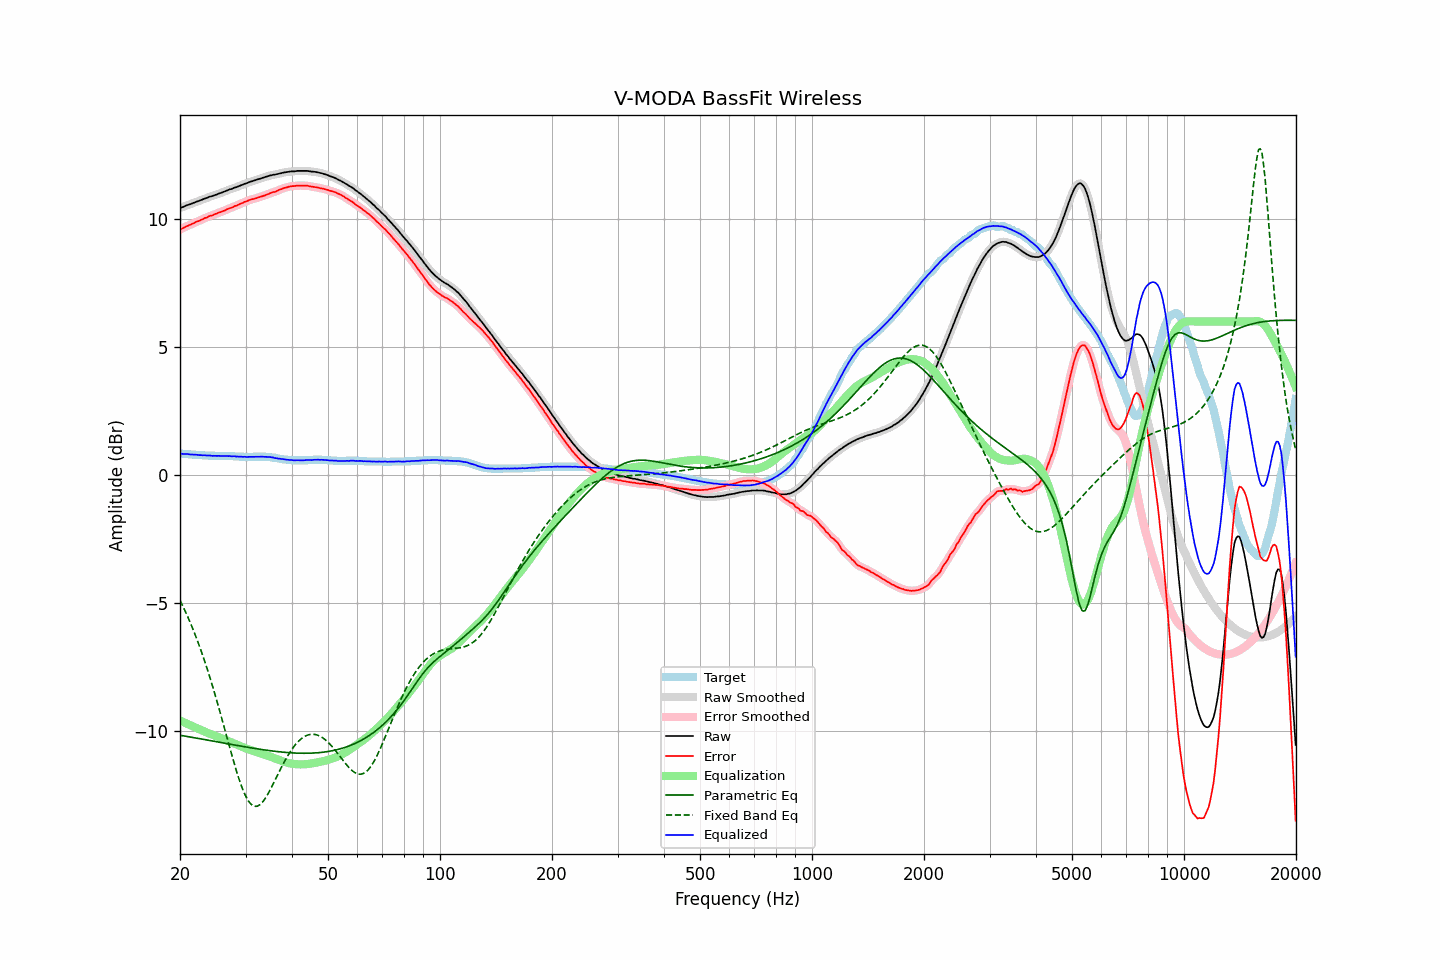 V-MODA BassFit Wireless
Amplitude (dBr)
10
5
0
−5
−10
Target
Raw Smoothed
Error Smoothed
Raw
Error
Equalization
Parametric Eq
Fixed Band Eq
Equalized
20 50 100 200 500 1000 2000 5000 10000 20000
Frequency (Hz)